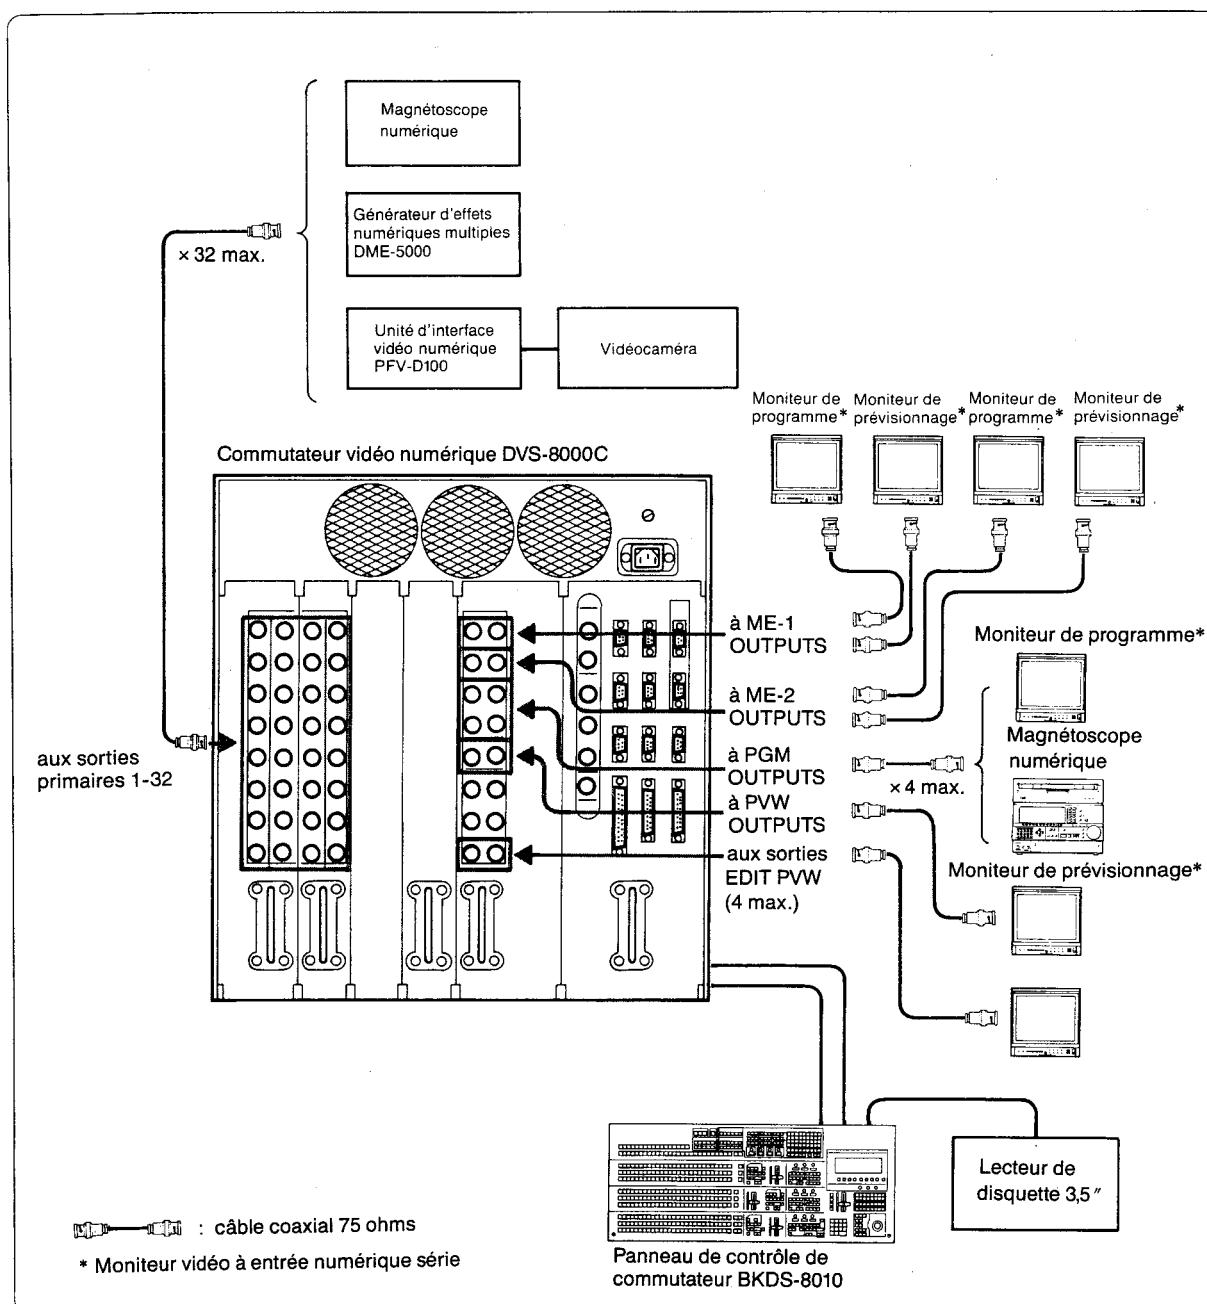 Magnétoscope
numérique
Générateur d'effets
numériques multiples
DME-5000
× 32 max.
Unité d'interface
vidéo numérique
PFV-D100
Vidéocaméra
Moniteur de
programme*
Moniteur de
prévisionnage*
Moniteur de
programme*
Moniteur de
prévisionnage*
Commutateur vidéo numérique DVS-8000C
à ME-1
OUTPUTS
Moniteur de programme*
à ME-2
OUTPUTS
Magnétoscope
numérique
aux sorties
primaires 1-32
à PGM
OUTPUTS
× 4 max.
à PVW
OUTPUTS
aux sorties
EDIT PVW
(4 max.)
Moniteur de prévisionnage*
Lecteur de
disquette 3,5″
: câble coaxial 75 ohms
* Moniteur vidéo à entrée numérique série
Panneau de contrôle de
commutateur BKDS-8010